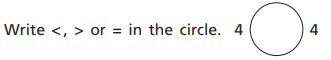 Write <, > or = in the circle. 4 4